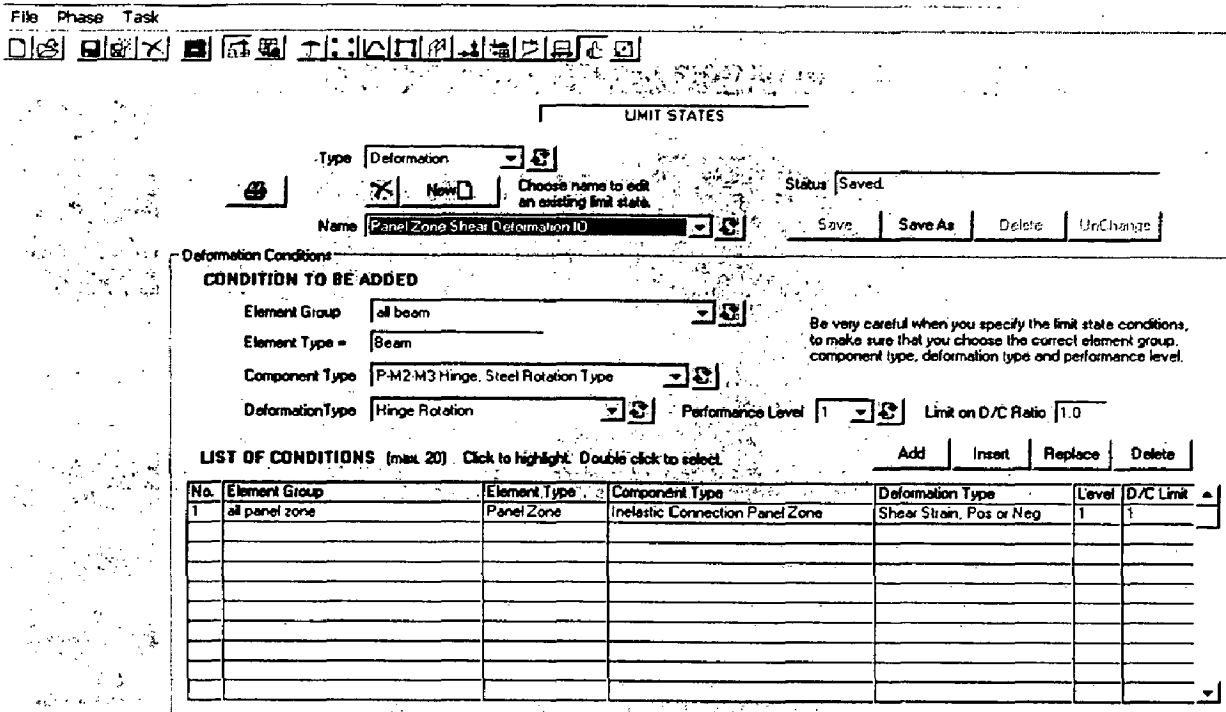 File Phase Task
LIMIT STATES
Type Deformation
New Choose name to edit an existing limit state. Status Saved
Name Panel Zone Shear Deformation IO Save Save As Delete UnChange
Deformation Conditions
CONDITION TO BE ADDED
Element Group all beam
Be very careful when you specify the limit state conditions,
to make sure that you choose the correct element group,
component type, deformation type and performance level.
Element Type = Beam
Component Type P-M2-M3 Hinge, Steel Rotation Type
DeformationType Hinge Rotation Performance Level 1 Limit on D/C Ratio 1.0
Add Insert Replace Delete
LIST OF CONDITIONS (max. 20) Click to highlight. Double click to select.
No. Element Group Element Type Component Type Deformation Type Level D/C Limit
1 all panel zone Panel Zone Inelastic Connection Panel Zone Shear Strain, Pos or Neg 1 1